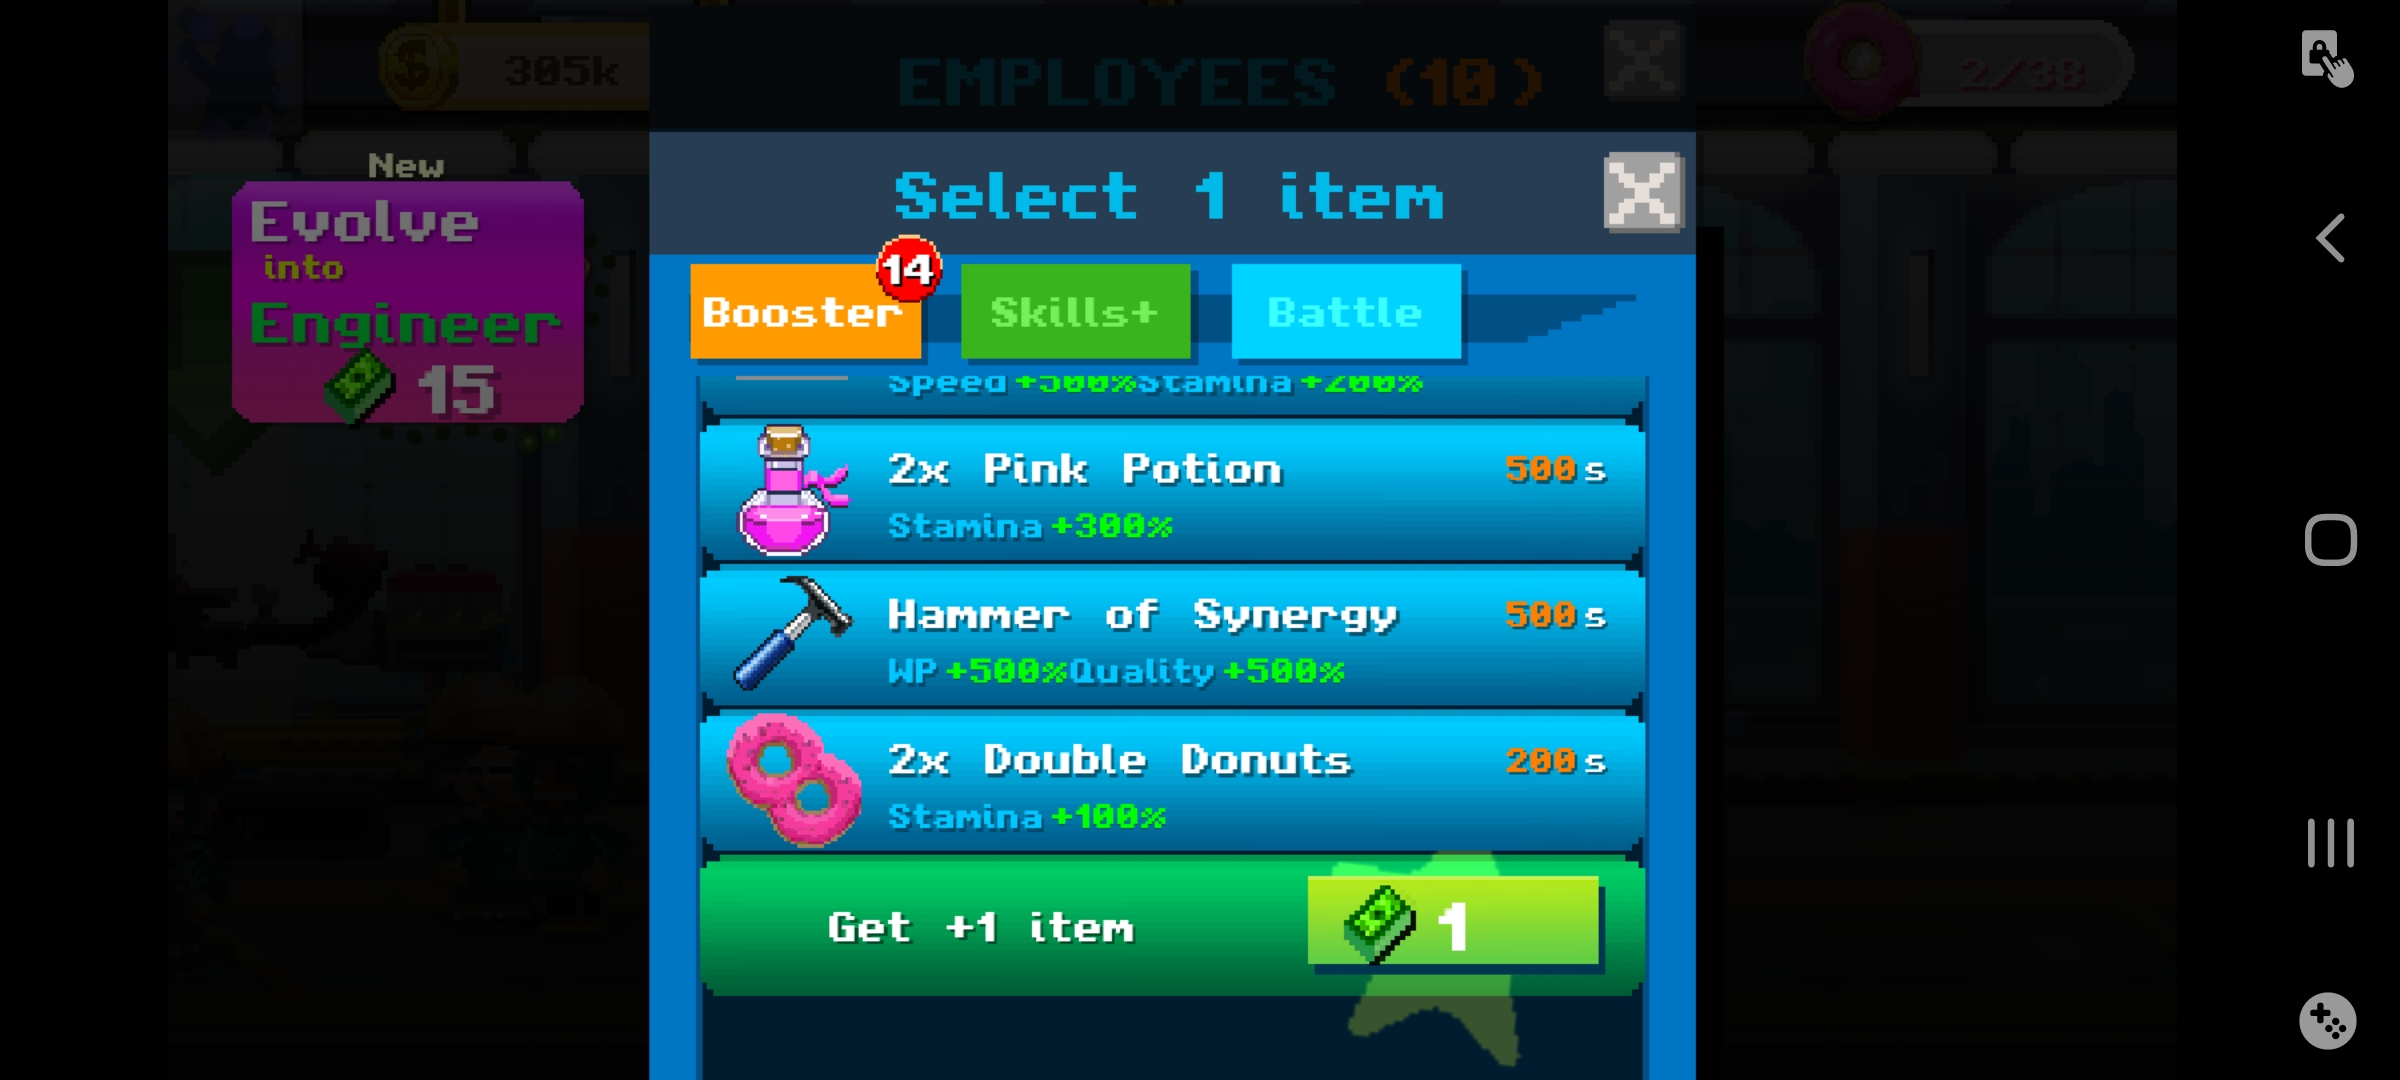 305k
EMPLOYEES (10)
2/38
New
Evolve
into
Engineer
15
Select 1 item
14
Booster
Skills+
Battle
Speed +500%Stamina +200%
2x Pink Potion
500s
Stamina +300%
Hammer of Synergy
500s
WP +500%Quality +500%
2x Double Donuts
200s
Stamina +100%
Get +1 item
1